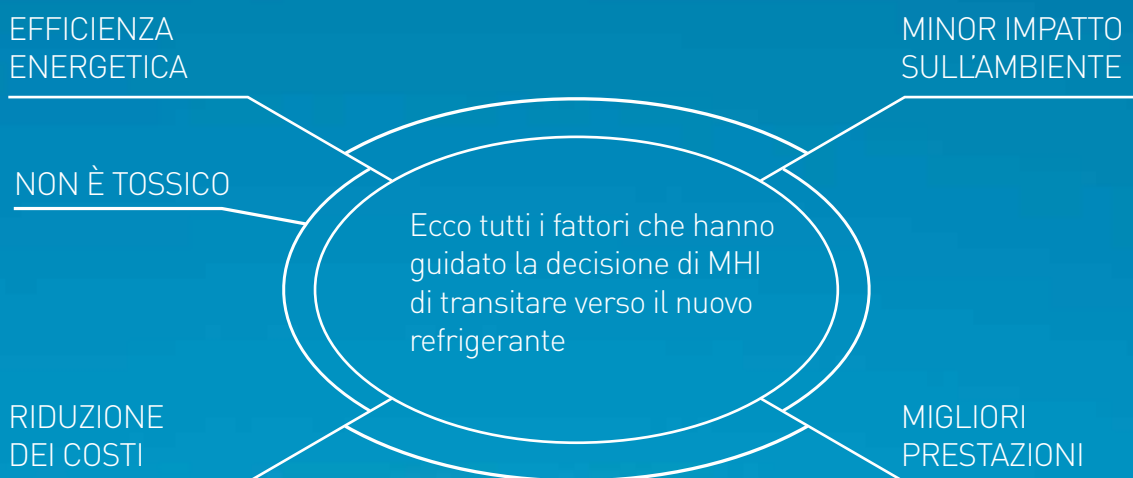 EFFICIENZA
ENERGETICA
MINOR IMPATTO
SULL'AMBIENTE
NON È TOSSICO
Ecco tutti i fattori che hanno
guidato la decisione di MHI
di transitare verso il nuovo
refrigerante
RIDUZIONE
DEI COSTI
MIGLIORI
PRESTAZIONI